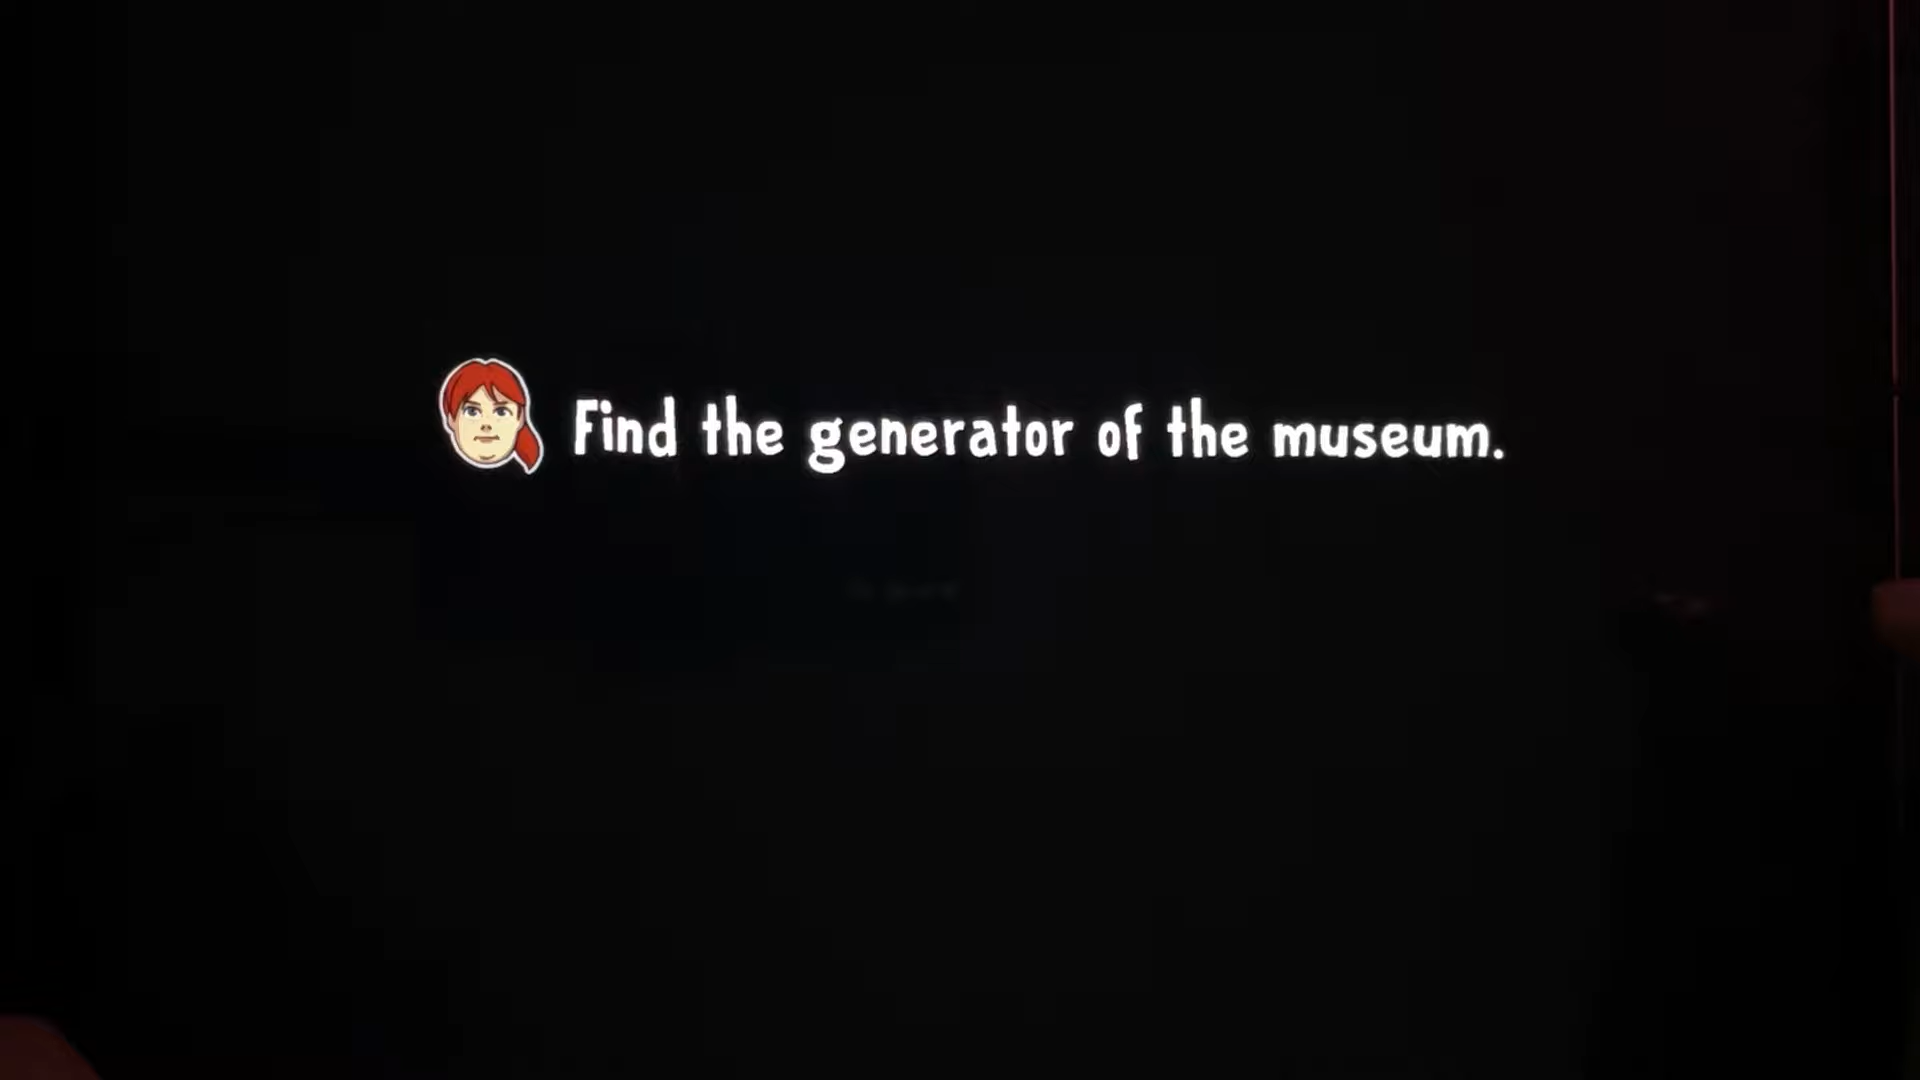 Find the generator of the museum.